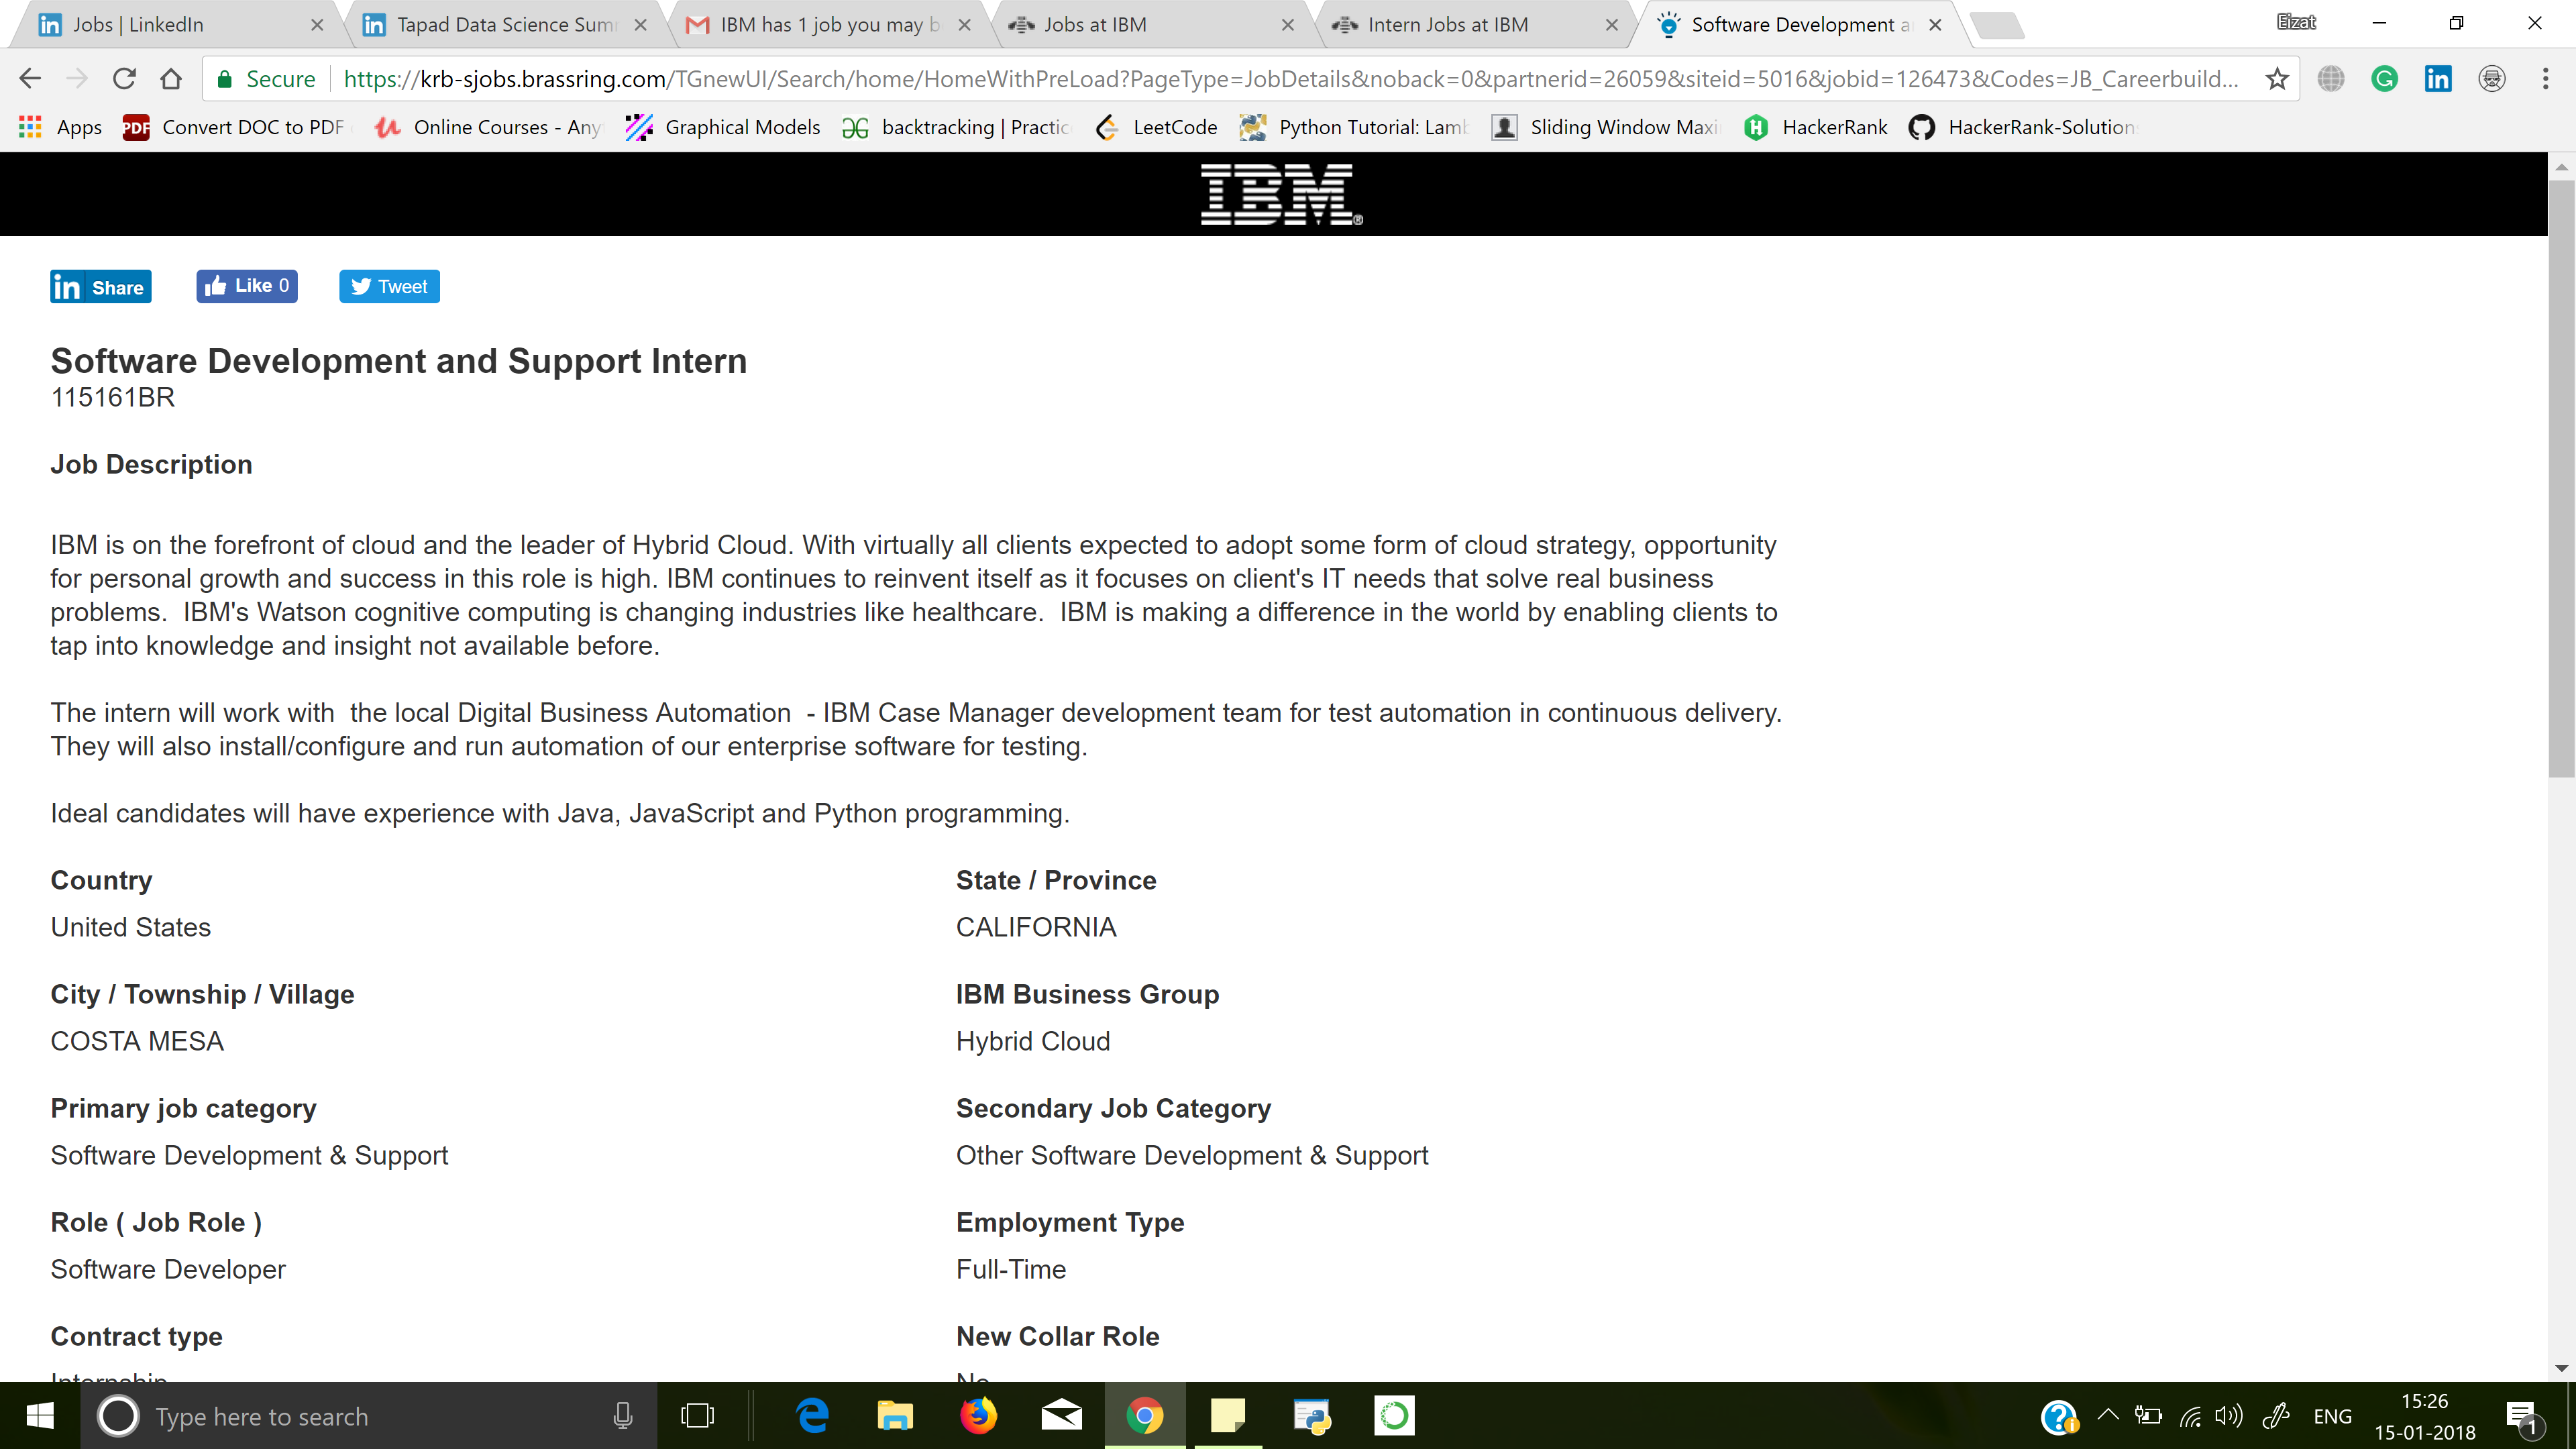 Jobs | LinkedIn
Tapad Data Science Sum
IBM has 1 job you may b
Jobs at IBM
Intern Jobs at IBM
Software Development a
Eizat
Secure
https://krb-sjobs.brassring.com/TGnewUI/Search/home/HomeWithPreLoad?PageType=JobDetails&noback=0&partnerid=26059&siteid=5016&jobid=126473&Codes=JB_Careerbuild...
Apps
PDF
Convert DOC to PDF
Online Courses - Any
Graphical Models
backtracking | Practic
LeetCode
Python Tutorial: Lamb
Sliding Window Maxi
HackerRank
HackerRank-Solution
IBM®
in Share
Like 0
Tweet
Software Development and Support Intern
115161BR
Job Description
IBM is on the forefront of cloud and the leader of Hybrid Cloud. With virtually all clients expected to adopt some form of cloud strategy, opportunity
for personal growth and success in this role is high. IBM continues to reinvent itself as it focuses on client's IT needs that solve real business
problems.  IBM's Watson cognitive computing is changing industries like healthcare.  IBM is making a difference in the world by enabling clients to
tap into knowledge and insight not available before.
The intern will work with  the local Digital Business Automation  - IBM Case Manager development team for test automation in continuous delivery.
They will also install/configure and run automation of our enterprise software for testing.
Ideal candidates will have experience with Java, JavaScript and Python programming.
Country
State / Province
United States
CALIFORNIA
City / Township / Village
IBM Business Group
COSTA MESA
Hybrid Cloud
Primary job category
Secondary Job Category
Software Development & Support
Other Software Development & Support
Role ( Job Role )
Employment Type
Software Developer
Full-Time
Contract type
New Collar Role
Internship
No
Type here to search
ENG
15:26
15-01-2018
1